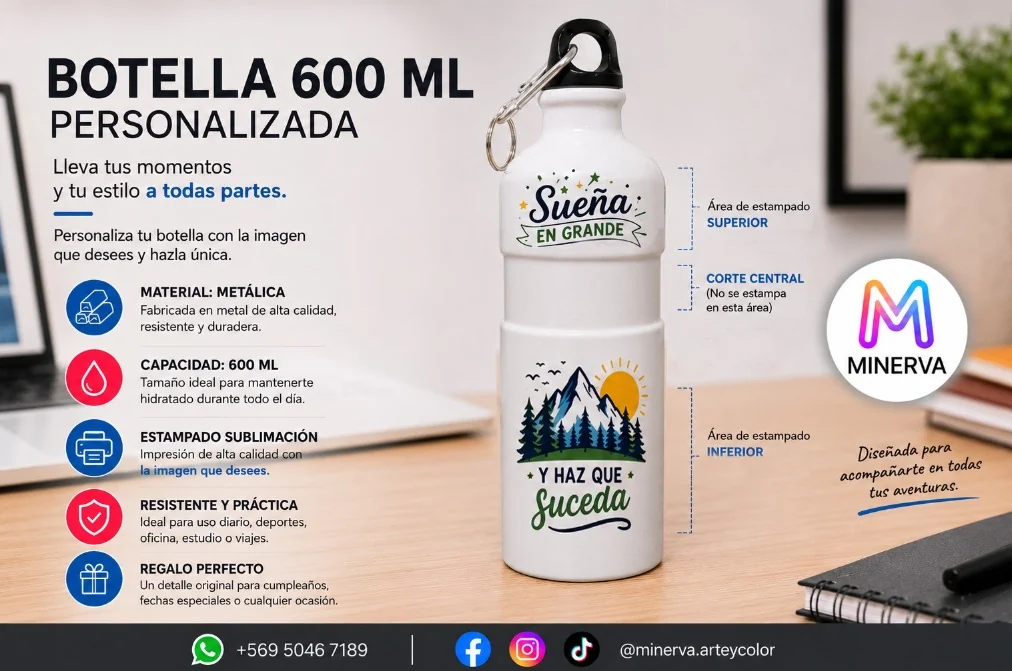 BOTELLA 600 ML
PERSONALIZADA
Lleva tus momentos
y tu estilo a todas partes.
Personaliza tu botella con la imagen
que desees y hazla única.
MATERIAL: METÁLICA
Fabricada en metal de alta calidad,
resistente y duradera.
CAPACIDAD: 600 ML
Tamaño ideal para mantenerte
hidratado durante todo el día.
ESTAMPADO SUBLIMACIÓN
Impresión de alta calidad con
la imagen que desees.
RESISTENTE Y PRÁCTICA
Ideal para uso diario, deportes,
oficina, estudio o viajes.
REGALO PERFECTO
Un detalle original para cumpleaños,
fechas especiales o cualquier ocasión.
Sueña
EN GRANDE
Y HAZ QUE
Suceda
Área de estampado
SUPERIOR
CORTE CENTRAL
(No se estampa
en esta área)
Área de estampado
INFERIOR
MINERVA
Diseñada para
acompañarte en todas
tus aventuras.
+569 5046 7189
@minerva.arteycolor